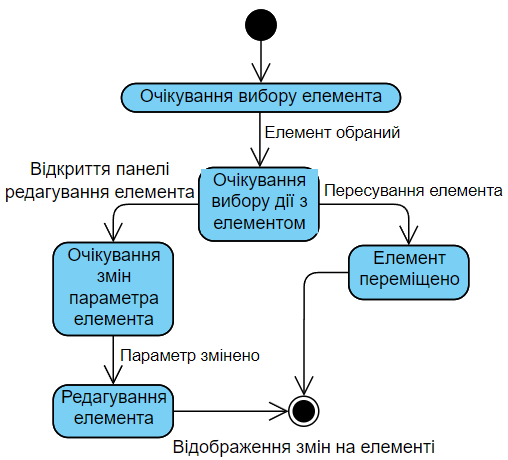 Очікування вибору елемента
Елемент обраний
Відкриття панелі
редагування елемента
Очікування
вибору дії з
елементом
Пересування елемента
Очікування
змін
параметра
елемента
Елемент
переміщено
Параметр змінено
Редагування
елемента
Відображення змін на елементі